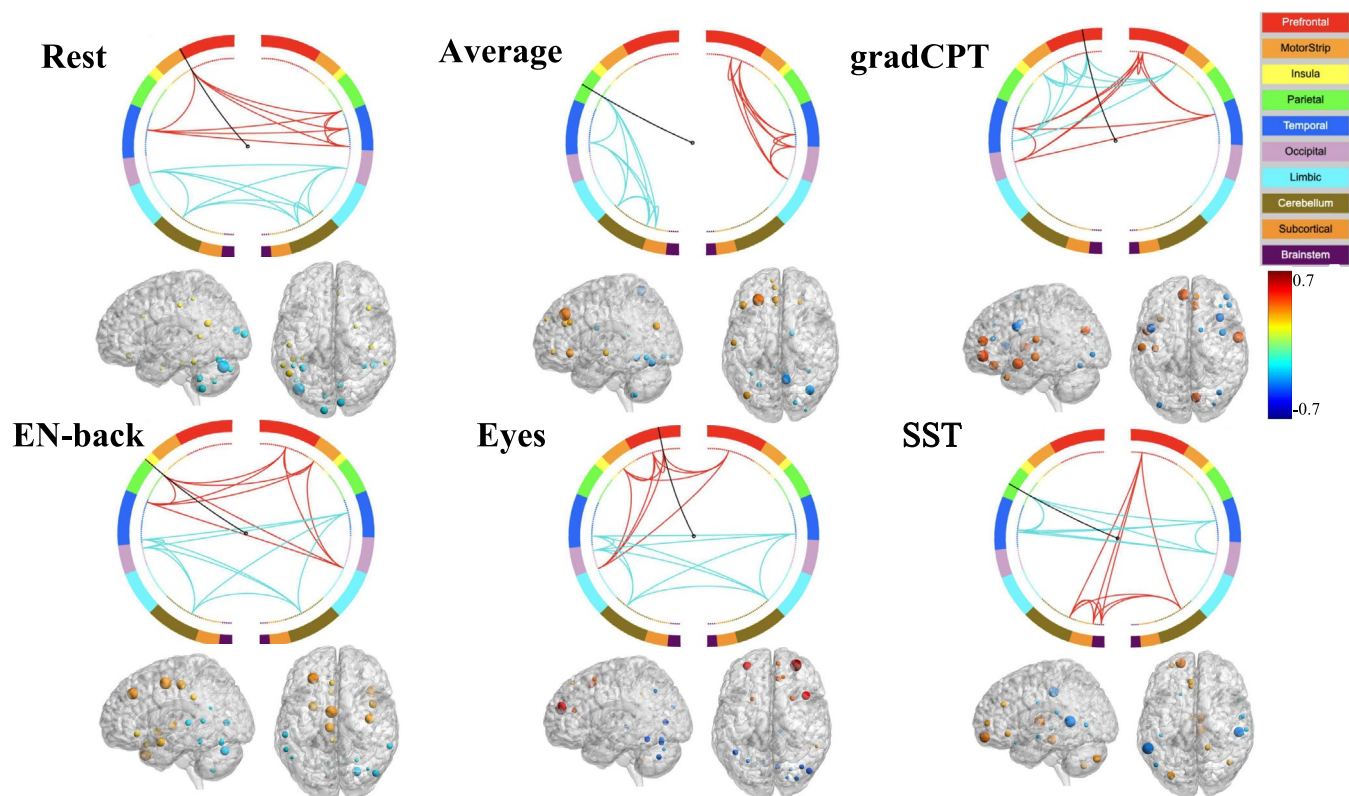 Rest
Average
gradCPT
Prefrontal
MotorStrip
Insula
Parietal
Temporal
Occipital
Limbic
Cerebellum
Subcortical
Brainstem
0.7
-0.7
EN-back
Eyes
SST